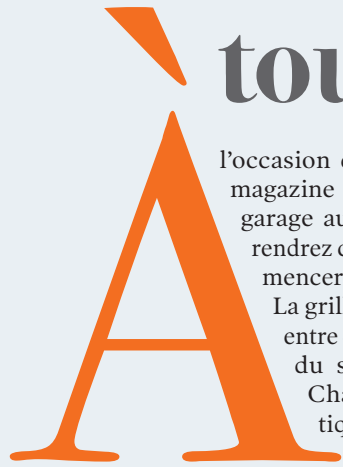 À
tou
l'occasion
magazine
garage au
rendrez
mencer
La gril
entre
du s
Cha
tiq